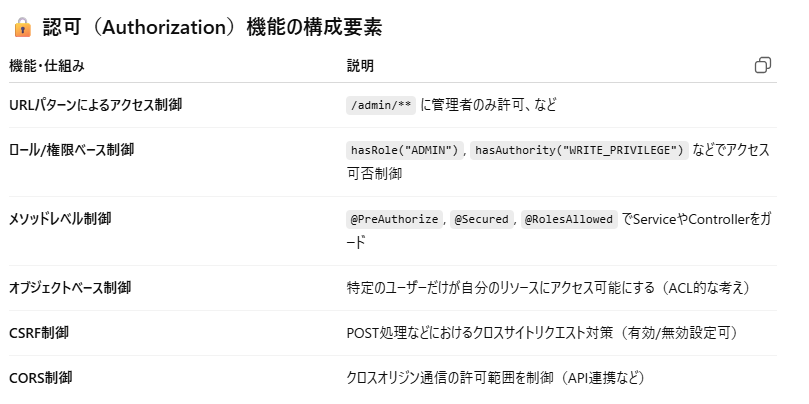 🔒 認可（Authorization）機能の構成要素
機能・仕組み 説明
URLパターンによるアクセス制御 /admin/** に管理者のみ許可、など
ロール/権限ベース制御 hasRole("ADMIN"), hasAuthority("WRITE_PRIVILEGE") などでアクセス
可否制御
メソッドレベル制御 @PreAuthorize, @Secured, @RolesAllowed でServiceやControllerをガ
ード
オブジェクトベース制御 特定のユーザーだけが自分のリソースにアクセス可能にする（ACL的な考え）
CSRF制御 POST処理などにおけるクロスサイトリクエスト対策（有効/無効設定可）
CORS制御 クロスオリジン通信の許可範囲を制御（API連携など）